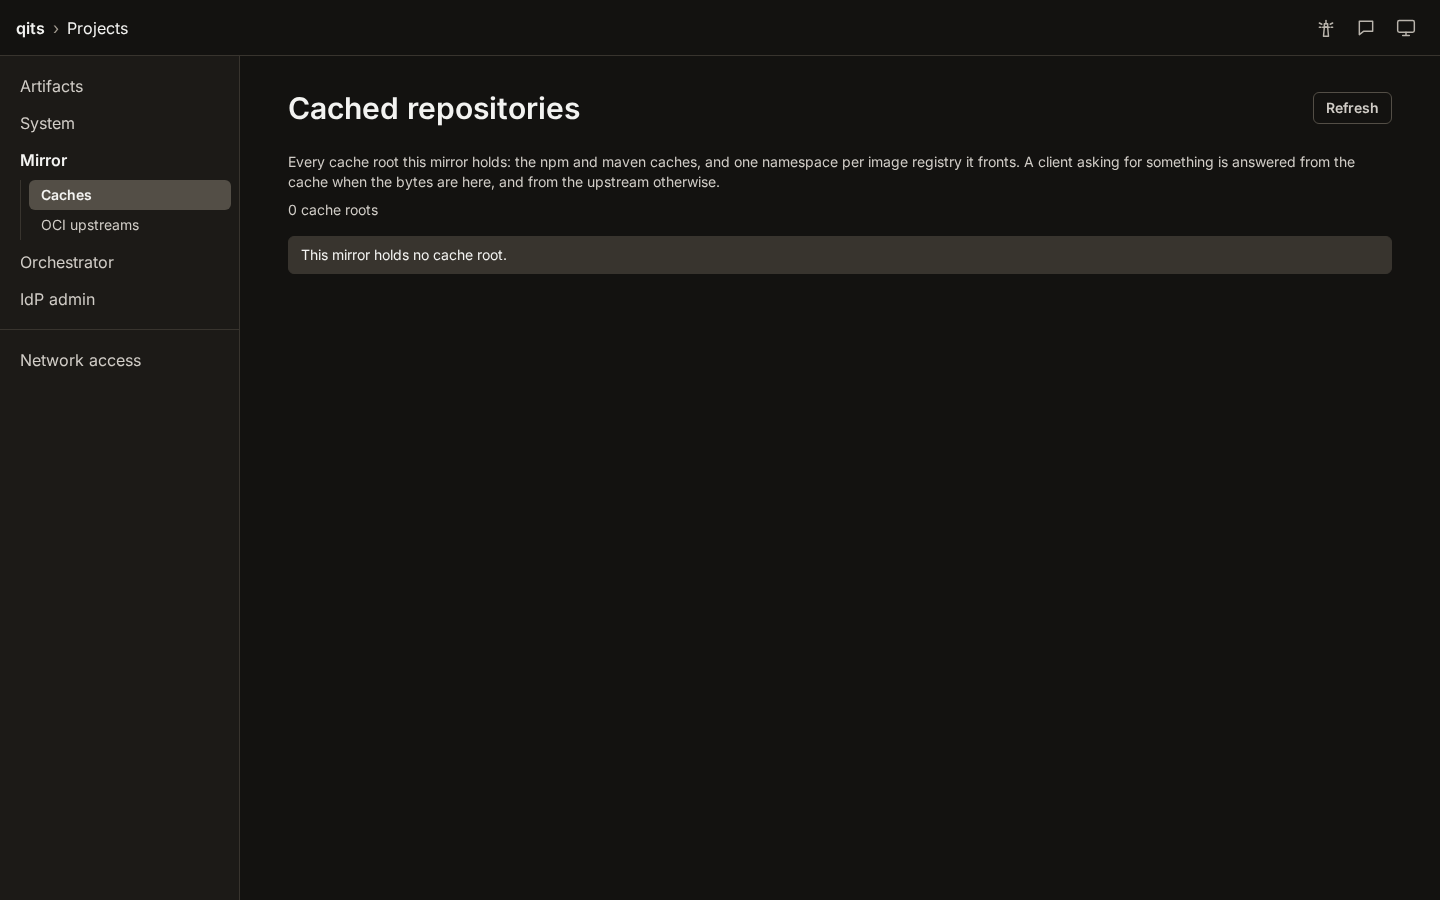 qits › Projects
Artifacts
System
Mirror
Caches
OCI upstreams
Orchestrator
IdP admin
Network access
Cached repositories
Refresh
Every cache root this mirror holds: the npm and maven caches, and one namespace per image registry it fronts. A client asking for something is answered from the
cache when the bytes are here, and from the upstream otherwise.
0 cache roots
This mirror holds no cache root.